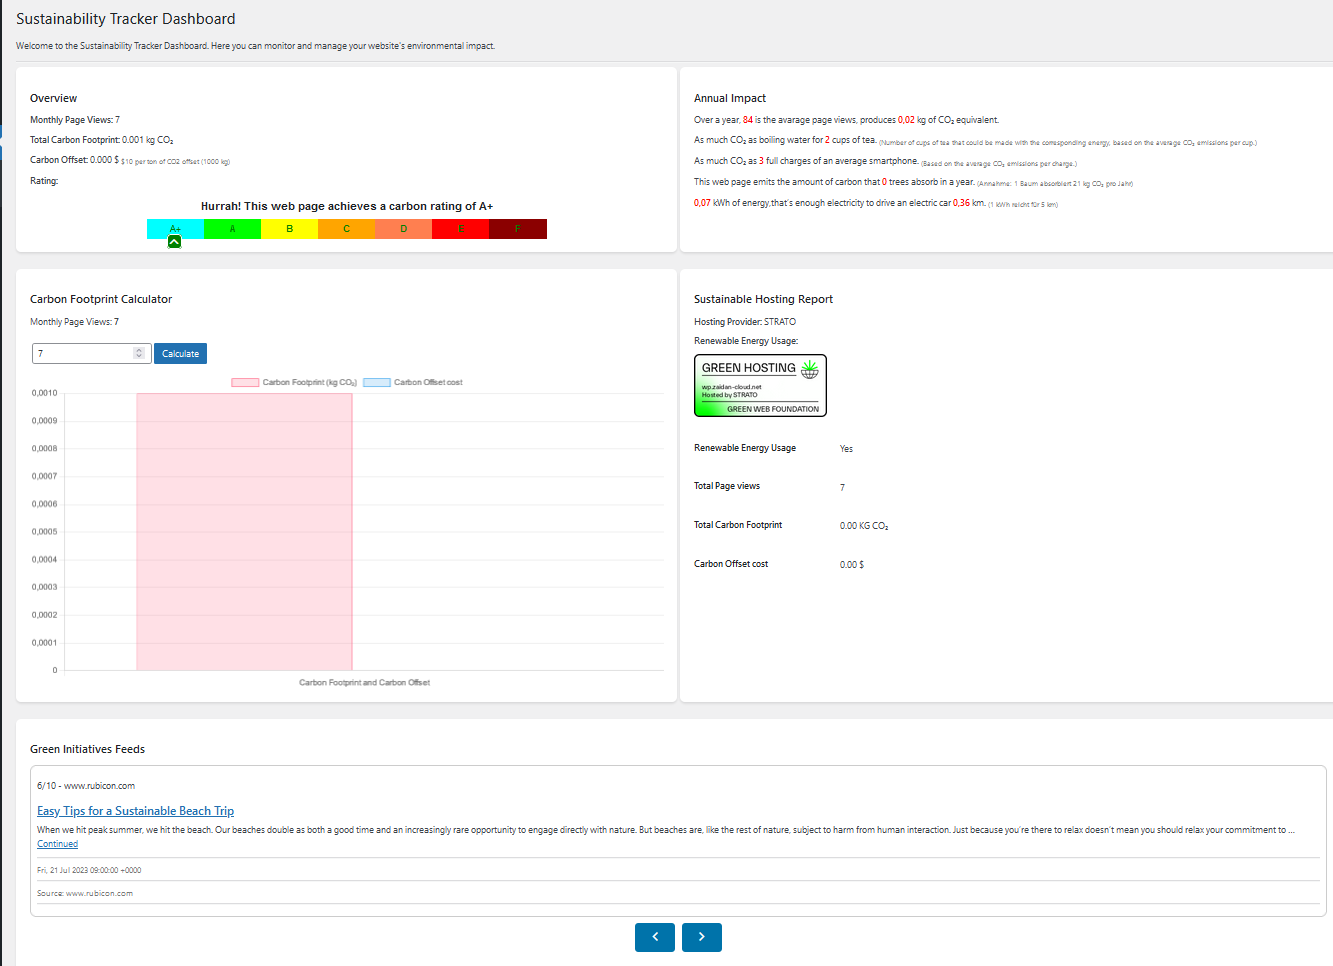 Sustainability Tracker Dashboard
Welcome to the Sustainability Tracker Dashboard. Here you can monitor and manage your website's environmental impact.
Overview
Monthly Page Views: 7
Total Carbon Footprint: 0.001 kg CO₂
Carbon Offset: 0.000 $ $10 per ton of CO2 offset (1000 kg)
Rating:
Hurrah! This web page achieves a carbon rating of A+
A+ A B C D E F
Annual Impact
Over a year, 84 is the avarage page views, produces 0,02 kg of CO₂ equivalent.
As much CO₂ as boiling water for 2 cups of tea. (Number of cups of tea that could be made with the corresponding energy, based on the average CO₂ emissions per cup.)
As much CO₂ as 3 full charges of an average smartphone. (Based on the average CO₂ emissions per charge.)
This web page emits the amount of carbon that 0 trees absorb in a year. (Annahme: 1 Baum absorbiert 21 kg CO₂ pro Jahr)
0,07 kWh of energy,that's enough electricity to drive an electric car 0,36 km. (1 kWh reicht für 5 km)
Carbon Footprint Calculator
Monthly Page Views: 7
7
Calculate
Carbon Footprint (kg CO₂) Carbon Offset cost
0,0010
0,0009
0,0008
0,0007
0,0006
0,0005
0,0004
0,0003
0,0002
0,0001
0
Carbon Footprint and Carbon Offset
Sustainable Hosting Report
Hosting Provider: STRATO
Renewable Energy Usage:
GREEN HOSTING
wp.zaidan-cloud.net
Hosted by STRATO
GREEN WEB FOUNDATION
Renewable Energy Usage Yes
Total Page views 7
Total Carbon Footprint 0.00 KG CO₂
Carbon Offset cost 0.00 $
Green Initiatives Feeds
6/10 - www.rubicon.com
Easy Tips for a Sustainable Beach Trip
When we hit peak summer, we hit the beach. Our beaches double as both a good time and an increasingly rare opportunity to engage directly with nature. But beaches are, like the rest of nature, subject to harm from human interaction. Just because you're there to relax doesn't mean you should relax your commitment to ...
Continued
Fri, 21 Jul 2023 09:00:00 +0000
Source: www.rubicon.com